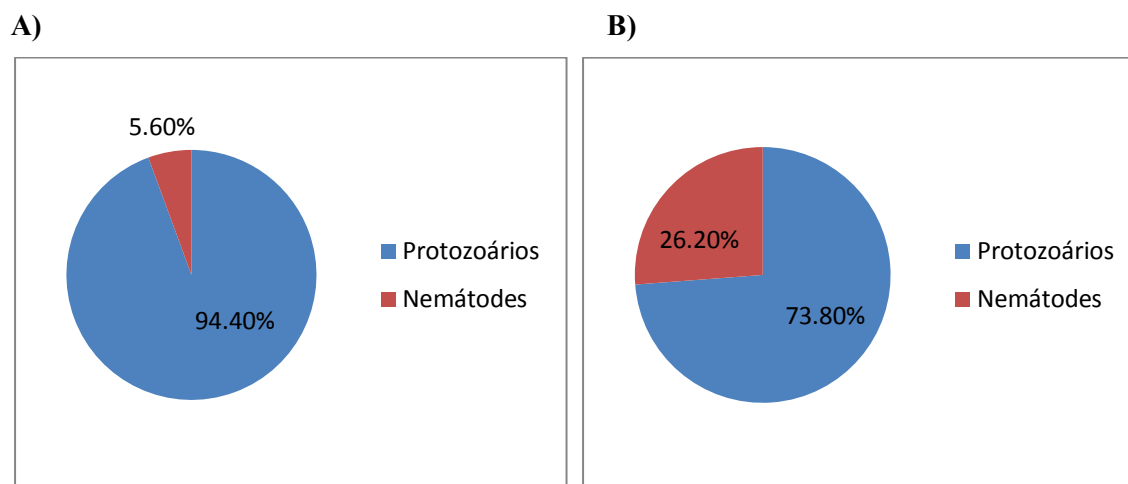 A)
5.60%
94.40%
Protozoários
Nemátodes
B)
26.20%
73.80%
Protozoários
Nemátodes